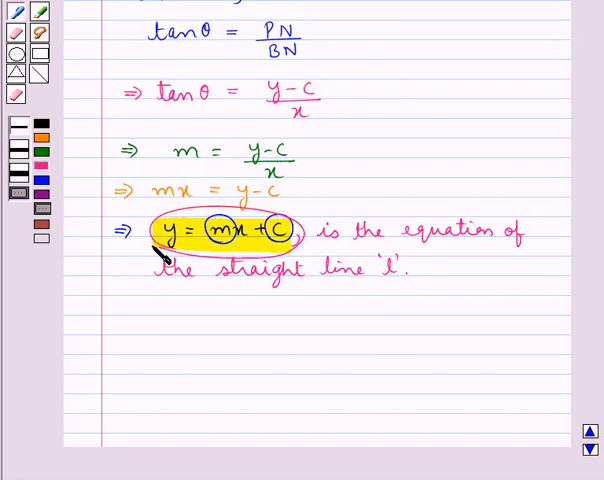 tanθ = PN/BN
⇒ tanθ = y-c/x
⇒ m = y-c/x
⇒ mx = y-c
⇒ y = mx + c, is the equation of
the straight line 'l'.